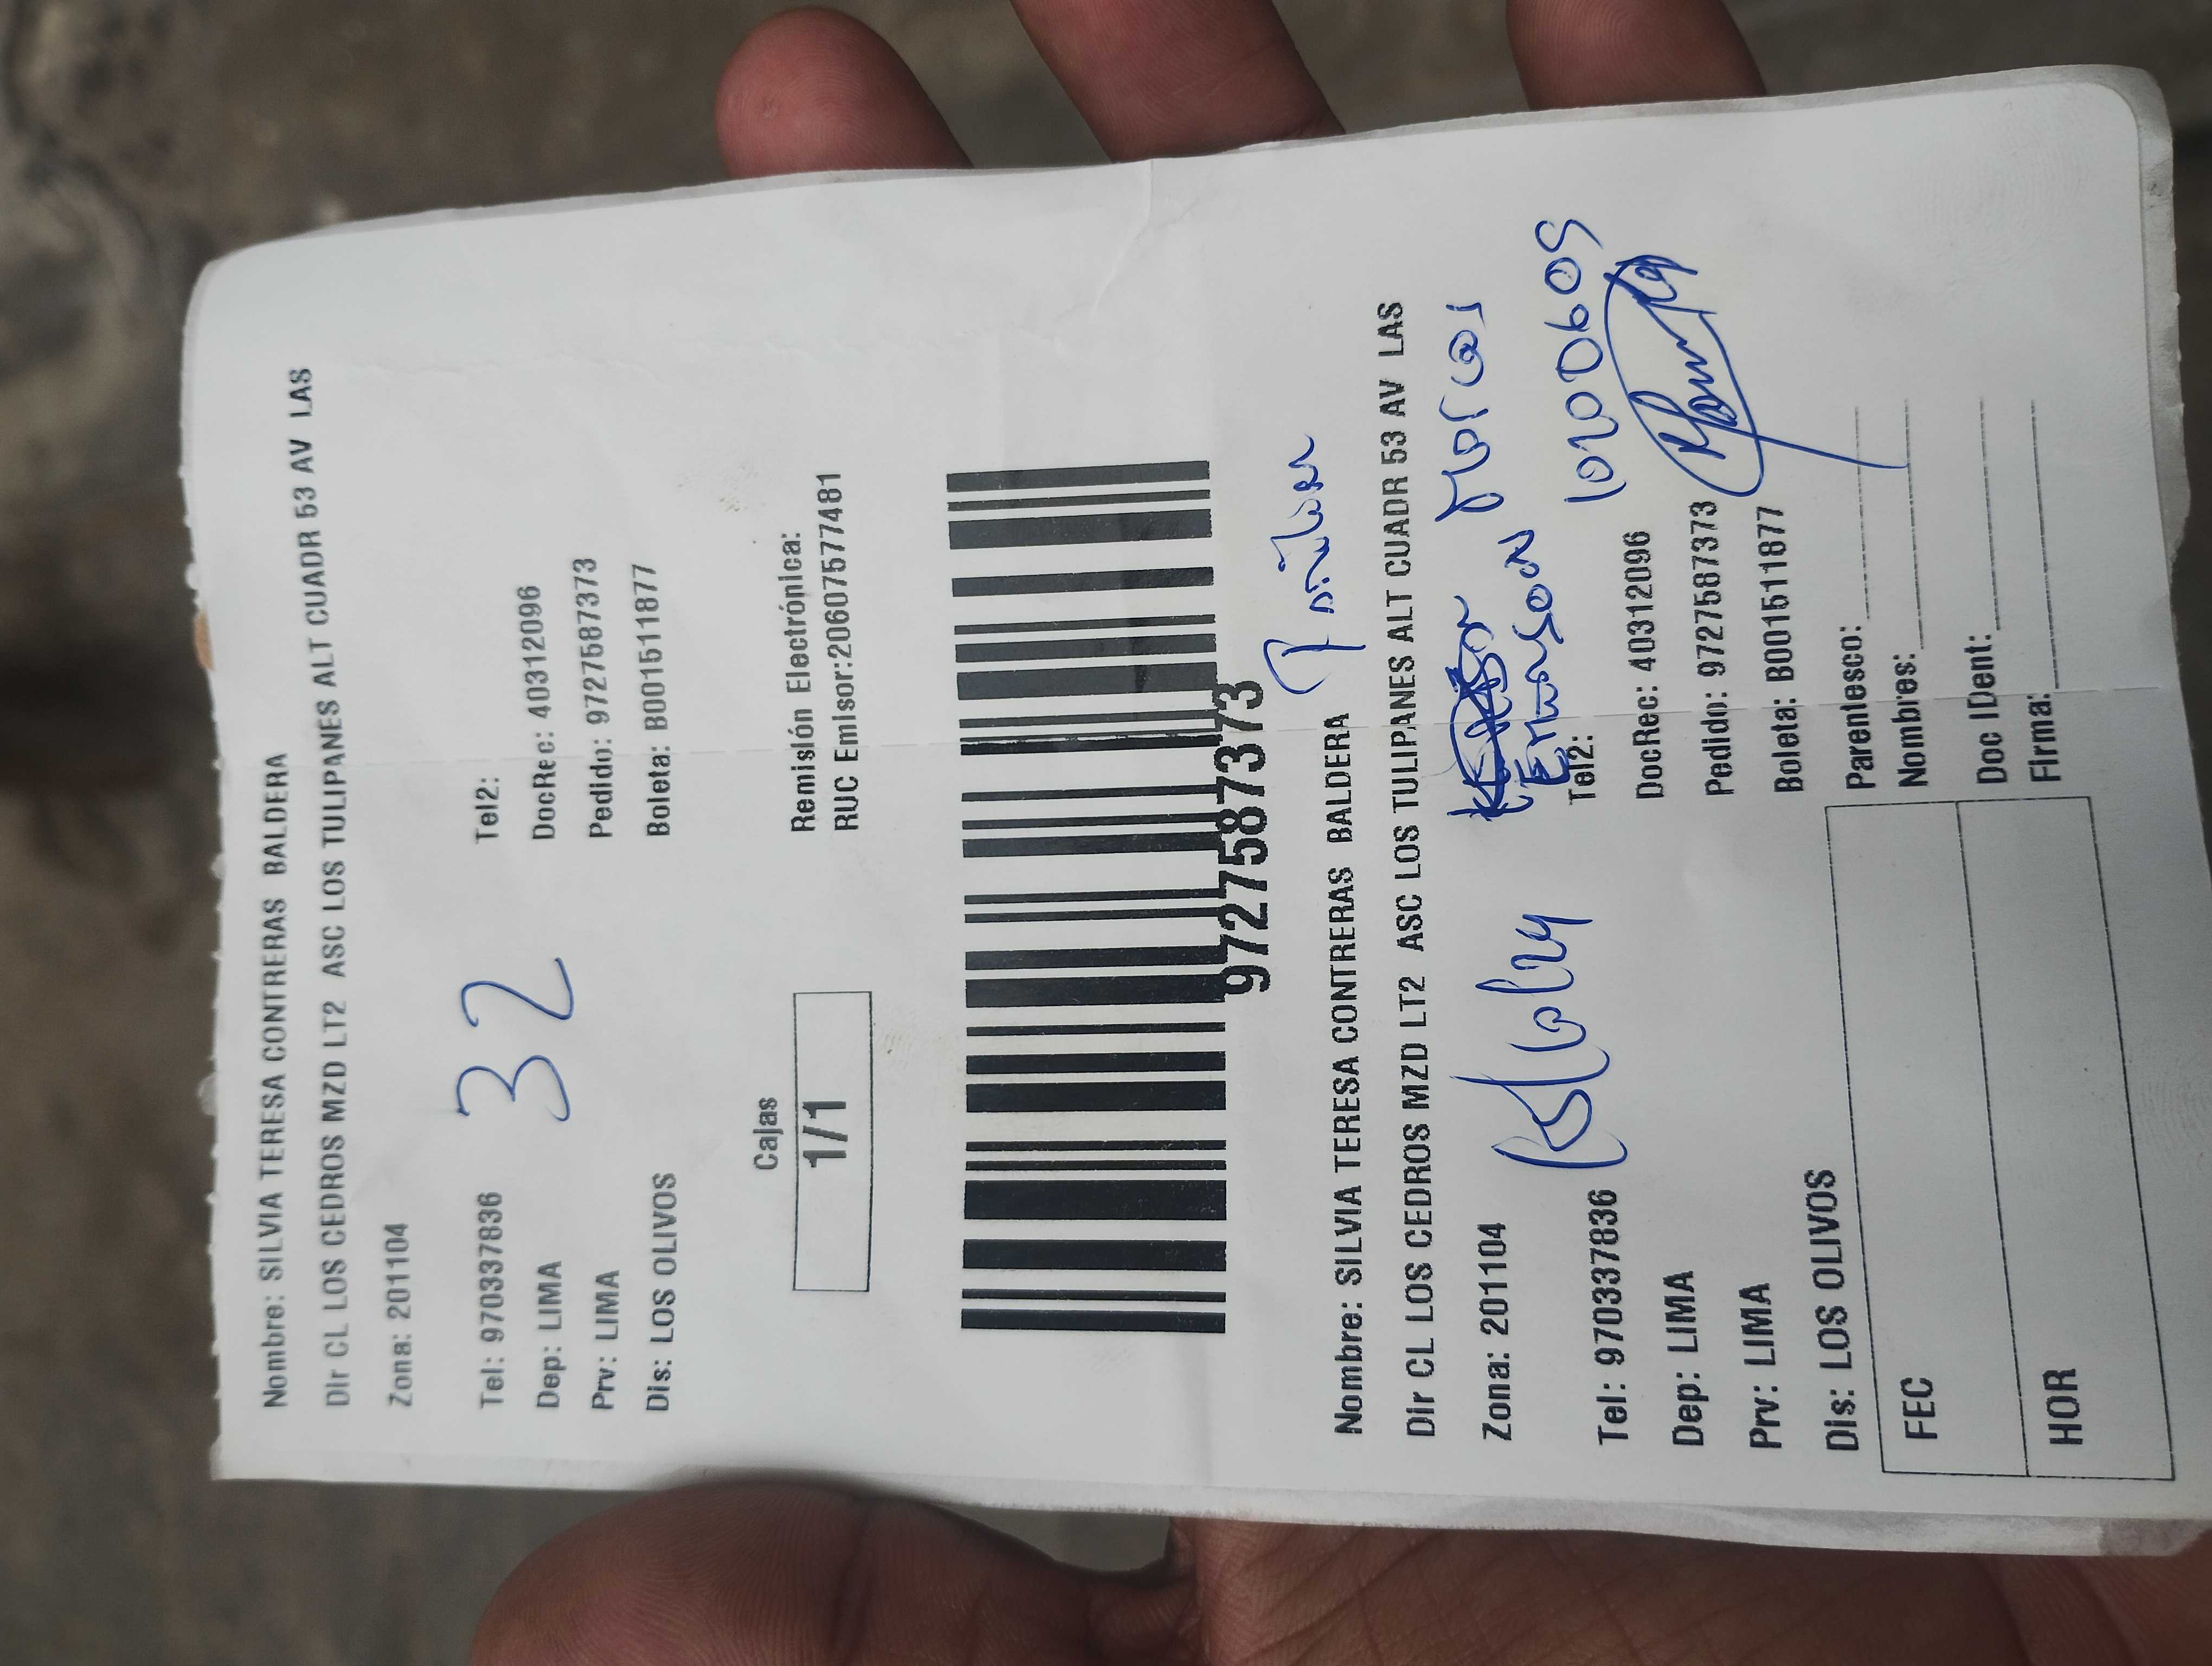 Nombre: SILVIA TERESA CONTRERAS BALDERA
Dir CL LOS CEDROS MZD LT2 ASC LOS TULIPANES ALT CUADR 53 AV LAS
Zona: 201104
32
Tel: 970337836 Tel2:
Dep: LIMA DocRec: 40312096
Prv: LIMA Pedido: 9727587373
Dis: LOS OLIVOS Boleta: B001511877
Cajas Remisión Electrónica:
1/1 RUC Emisor:20607577481
9727587373
Nombre: SILVIA TERESA CONTRERAS BALDERA
Dir CL LOS CEDROS MZD LT2 ASC LOS TULIPANES ALT CUADR 53 AV LAS
Zona: 201104
Emerson
Tel: 970337836 Tel2:
Dep: LIMA DocRec: 40312096
Prv: LIMA Pedido: 9727587373
Dis: LOS OLIVOS Boleta: B001511877
FEC Parentesco:
Nombres:
HOR Doc IDent:
Firma: